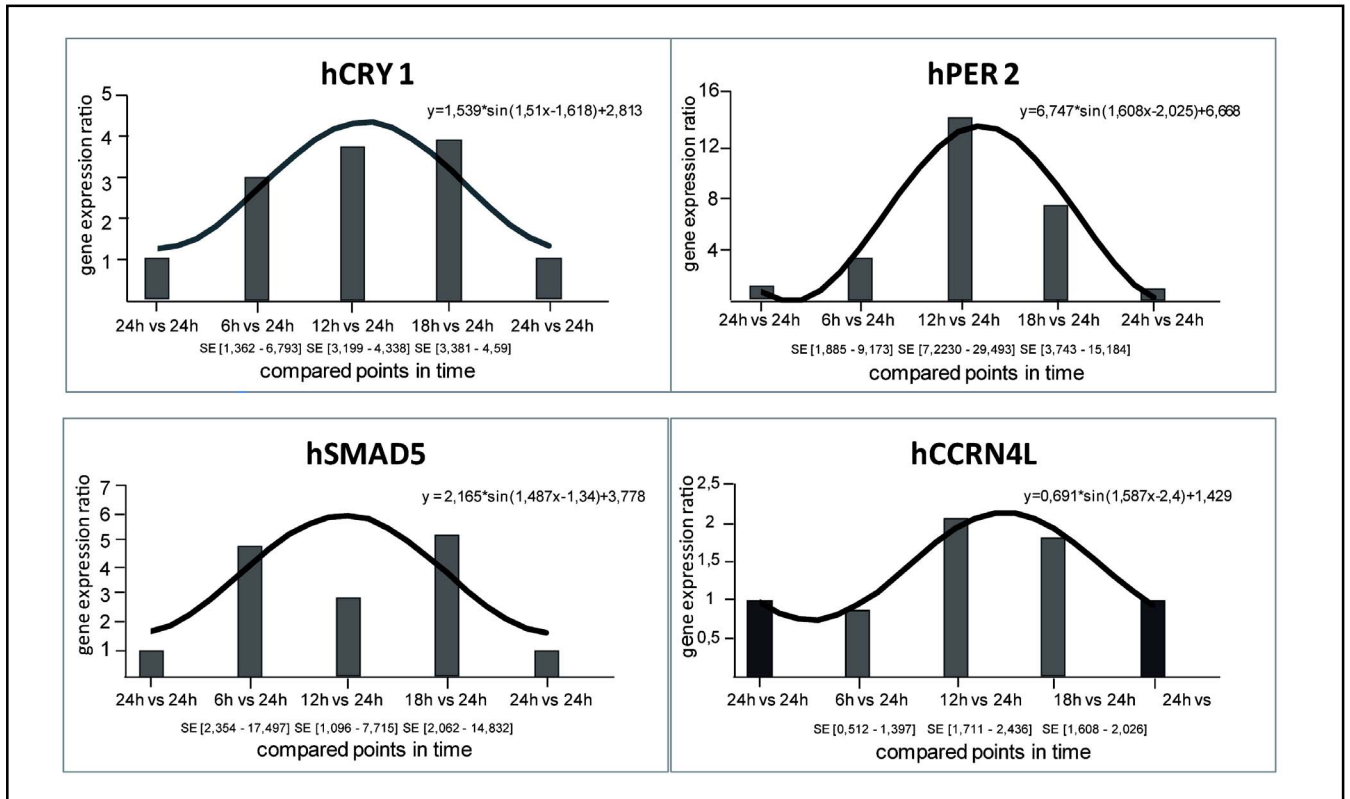 hCRY 1
y=1,539*sin(1,51x-1,618)+2,813
gene expression ratio
5
4
3
2
1
24h vs 24h 6h vs 24h 12h vs 24h 18h vs 24h 24h vs 24h
SE [1,362 - 6,793] SE [3,199 - 4,338] SE [3,381 - 4,59]
compared points in time
hPER 2
y=6,747*sin(1,608x-2,025)+6,668
gene expression ratio
16
12
8
4
24h vs 24h 6h vs 24h 12h vs 24h 18h vs 24h 24h vs 24h
SE [1,885 - 9,173] SE [7,2230 - 29,493] SE [3,743 - 15,184]
compared points in time
hSMAD5
y = 2,165*sin(1,487x-1,34)+3,778
gene expression ratio
7
6
5
4
3
2
1
24h vs 24h 6h vs 24h 12h vs 24h 18h vs 24h 24h vs 24h
SE [2,354 - 17,497] SE [1,096 - 7,715] SE [2,062 - 14,832]
compared points in time
hCCRN4L
y=0,691*sin(1,587x-2,4)+1,429
gene expression ratio
2,5
2
1,5
1
0,5
24h vs 24h 6h vs 24h 12h vs 24h 18h vs 24h 24h vs
SE [0,512 - 1,397] SE [1,711 - 2,436] SE [1,608 - 2,026]
compared points in time